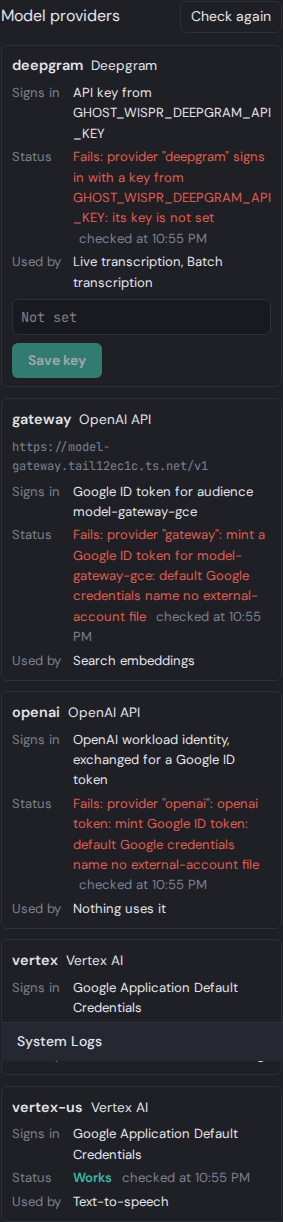 Model providers Check again
deepgram Deepgram
Signs in API key from
GHOST_WISPR_DEEPGRAM_API
_KEY
Status Fails: provider "deepgram" signs
in with a key from
GHOST_WISPR_DEEPGRAM_API
_KEY: its key is not set
checked at 10:55 PM
Used by Live transcription, Batch
transcription
Not set
Save key
gateway OpenAI API
https://model-
gateway.tail12ec1c.ts.net/v1
Signs in Google ID token for audience
model-gateway-gce
Status Fails: provider "gateway": mint a
Google ID token for model-
gateway-gce: default Google
credentials name no external-
account file checked at 10:55
PM
Used by Search embeddings
openai OpenAI API
Signs in OpenAI workload identity,
exchanged for a Google ID
token
Status Fails: provider "openai": openai
token: mint Google ID token:
default Google credentials
name no external-account file
checked at 10:55 PM
Used by Nothing uses it
vertex Vertex AI
Signs in Google Application Default
Credentials
System Logs
vertex-us Vertex AI
Signs in Google Application Default
Credentials
Status Works checked at 10:55 PM
Used by Text-to-speech